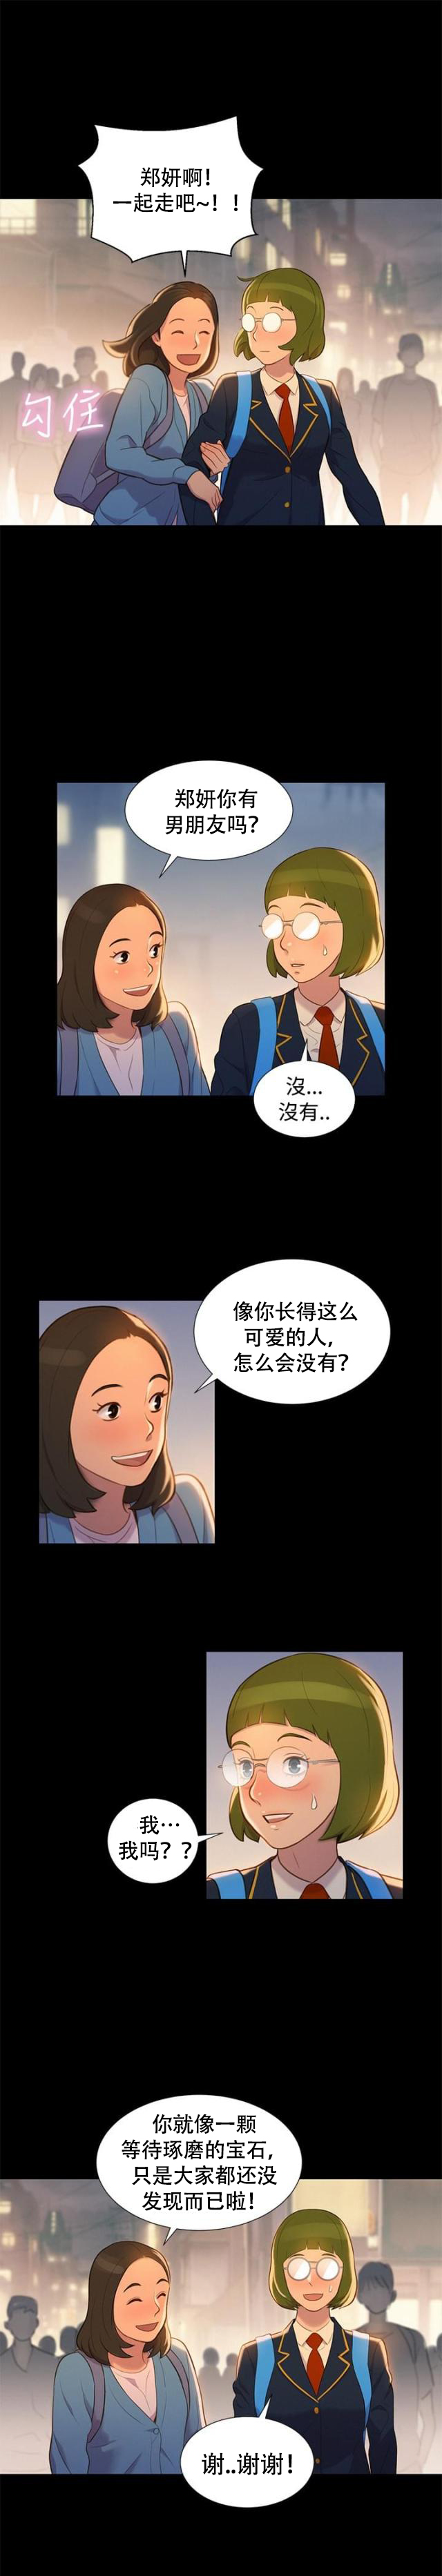 郑妍啊！
一起走吧~！！
勾住
郑妍你有
男朋友吗？
沒...
沒有..
像你长得这么
可爱的人,
怎么会没有？
我…
我吗？？
你就像一颗
等待琢磨的宝石,
只是大家都还没
发现而已啦！
谢..谢谢！